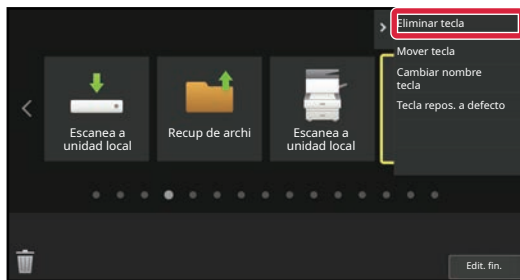 Eliminar tecla
Mover tecla
Cambiar nombre
tecla
Tecla repos. a defecto
Escanea a
unidad local
Recup de archi
Escanea a
unidad local
Edit. fin.